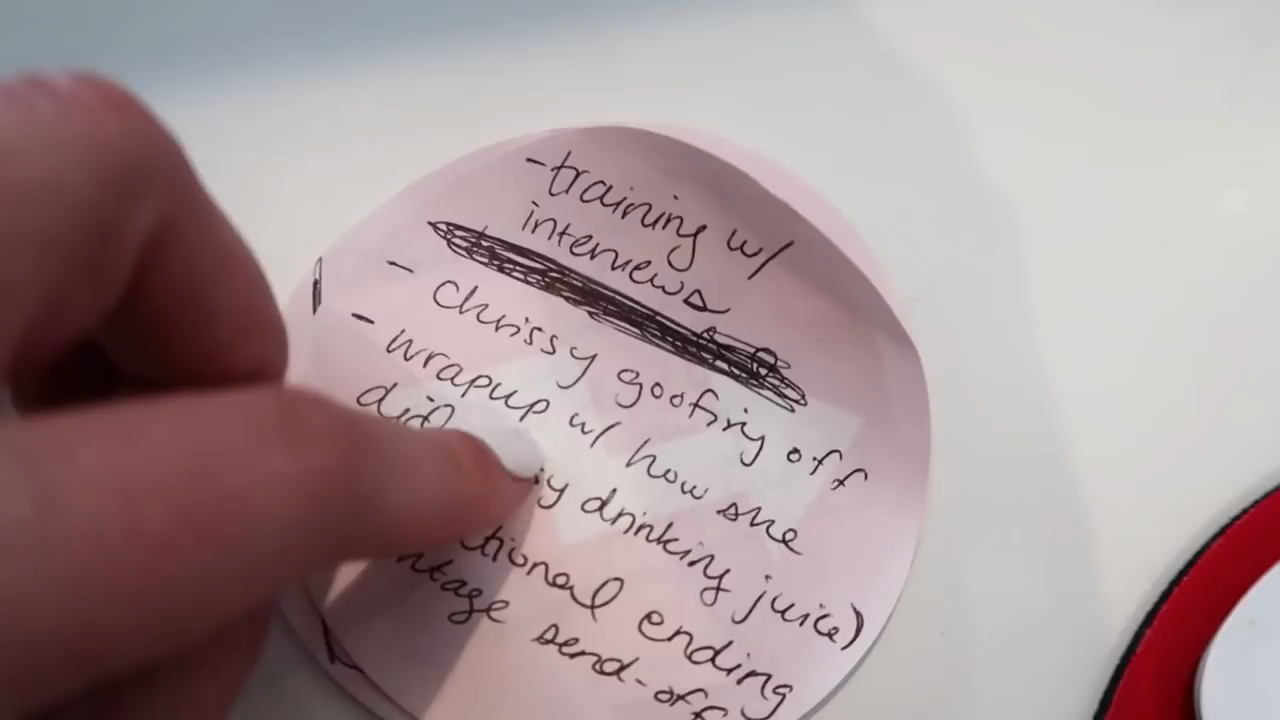 -training w/
interviews
- chrissy goofing off
- wrapup w/ how she
drinking juice)
ending
send-off